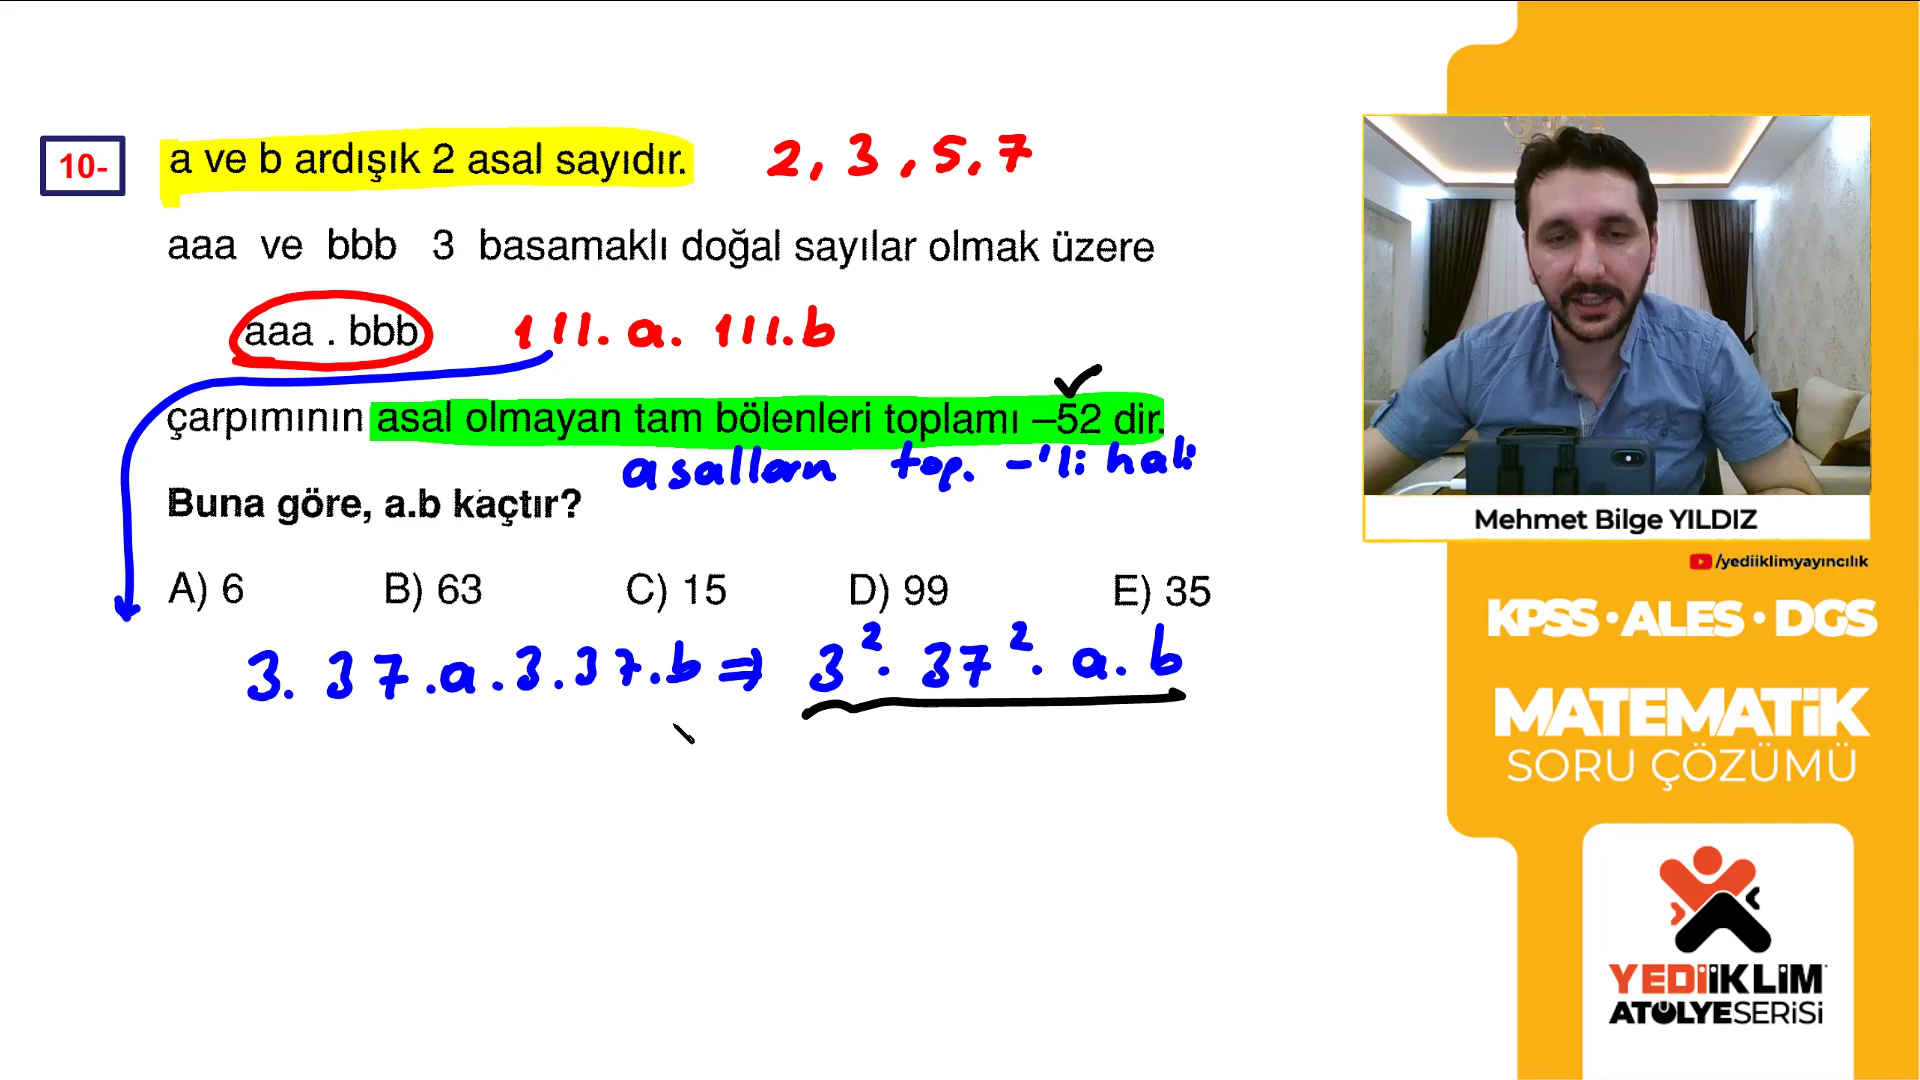 10- a ve b ardışık 2 asal sayıdır. 2, 3, 5, 7
aaa ve bbb 3 basamaklı doğal sayılar olmak üzere
aaa . bbb 111. a. 111. b
çarpımının asal olmayan tam bölenleri toplamı –52 dir.
asalların top. -'li hali
Buna göre, a.b kaçtır?
A) 6 B) 63 C) 15 D) 99 E) 35
3. 37 .a .3 .37 .b ⇒ 3². 37². a. b
Mehmet Bilge YILDIZ
/yediiklimyayıncılık
KPSS • ALES • DGS
MATEMATİK
SORU ÇÖZÜMÜ
YEDİİKLİM
ATÖLYESERİSİ